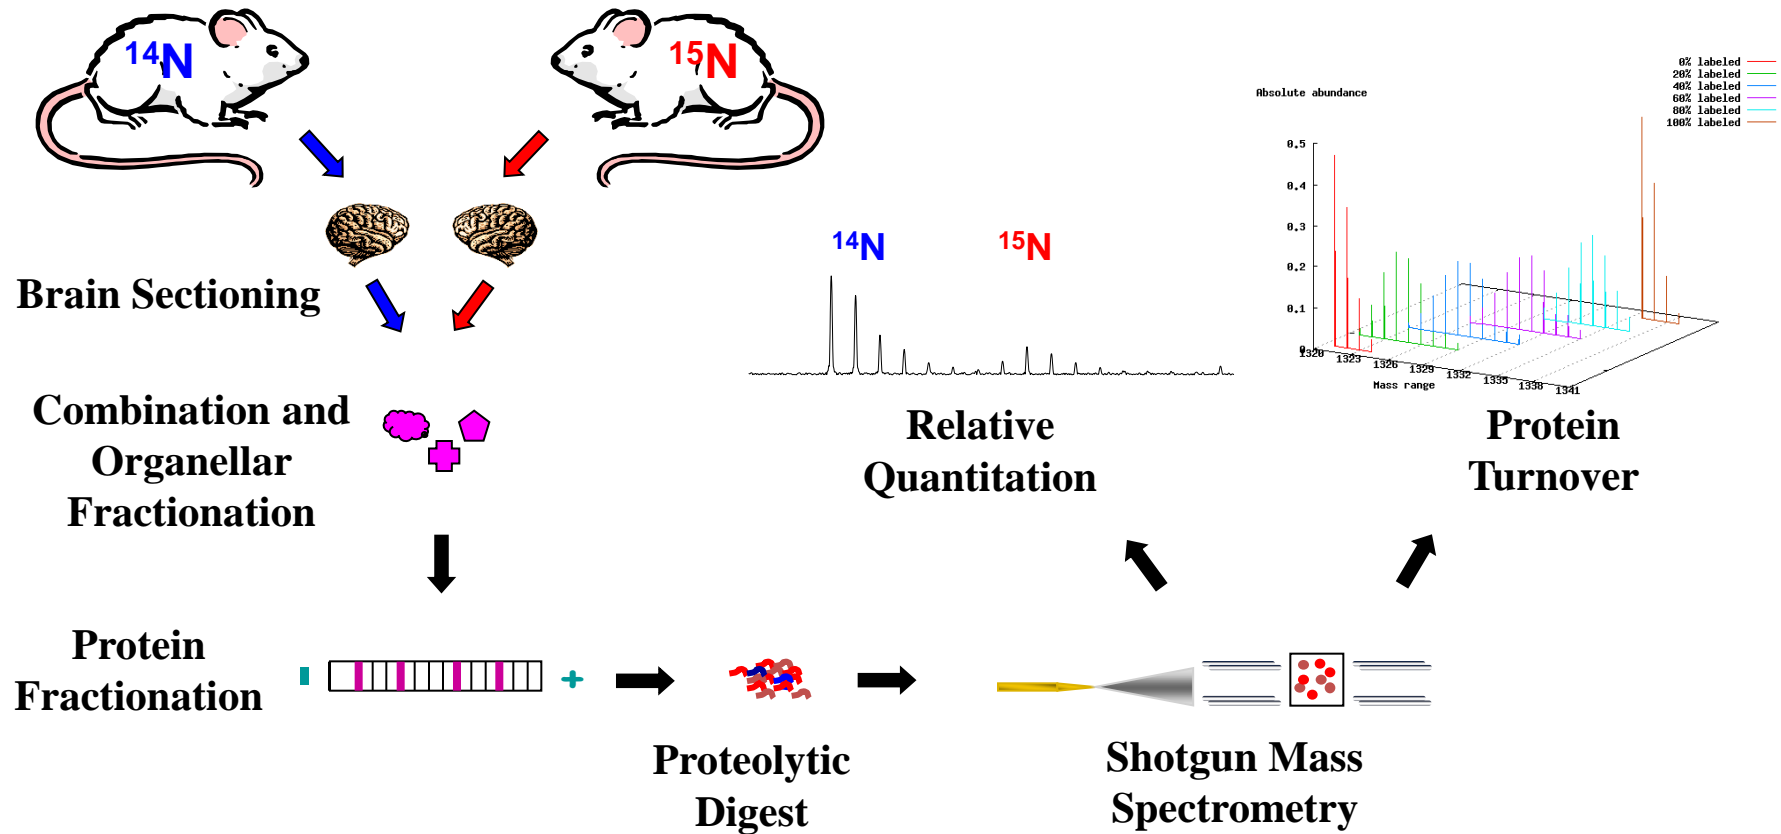 14N
15N
Brain Sectioning
Combination and
Organellar
Fractionation
Protein
Fractionation
-
+
Proteolytic
Digest
Shotgun Mass
Spectrometry
14N
15N
Relative
Quantitation
0% labeled
20% labeled
40% labeled
60% labeled
80% labeled
100% labeled
Absolute abundance
0.5
0.4
0.3
0.2
0.1
0
1320
1323
1326
1329
1332
1335
1338
1341
Mass range
Protein
Turnover